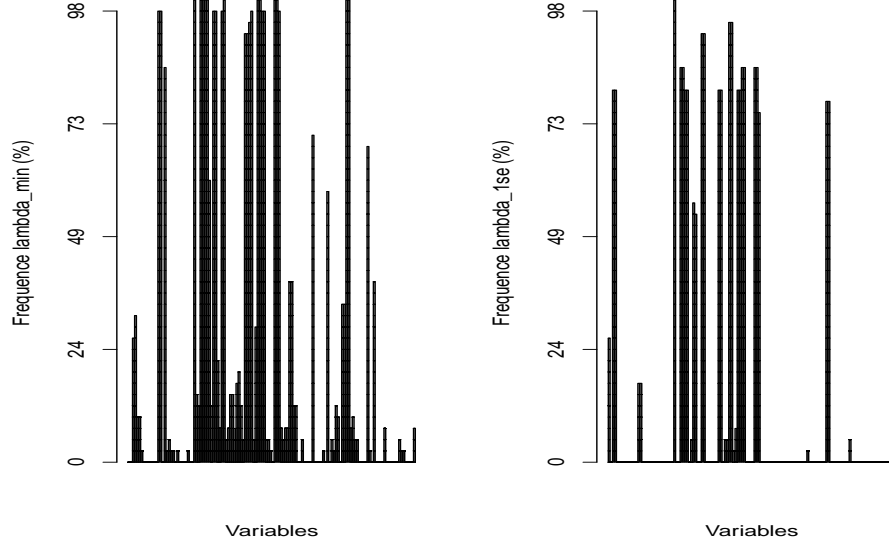 98
73
49
24
0
Frequence lambda_min (%)
Variables
98
73
49
24
0
Frequence lambda_1se (%)
Variables